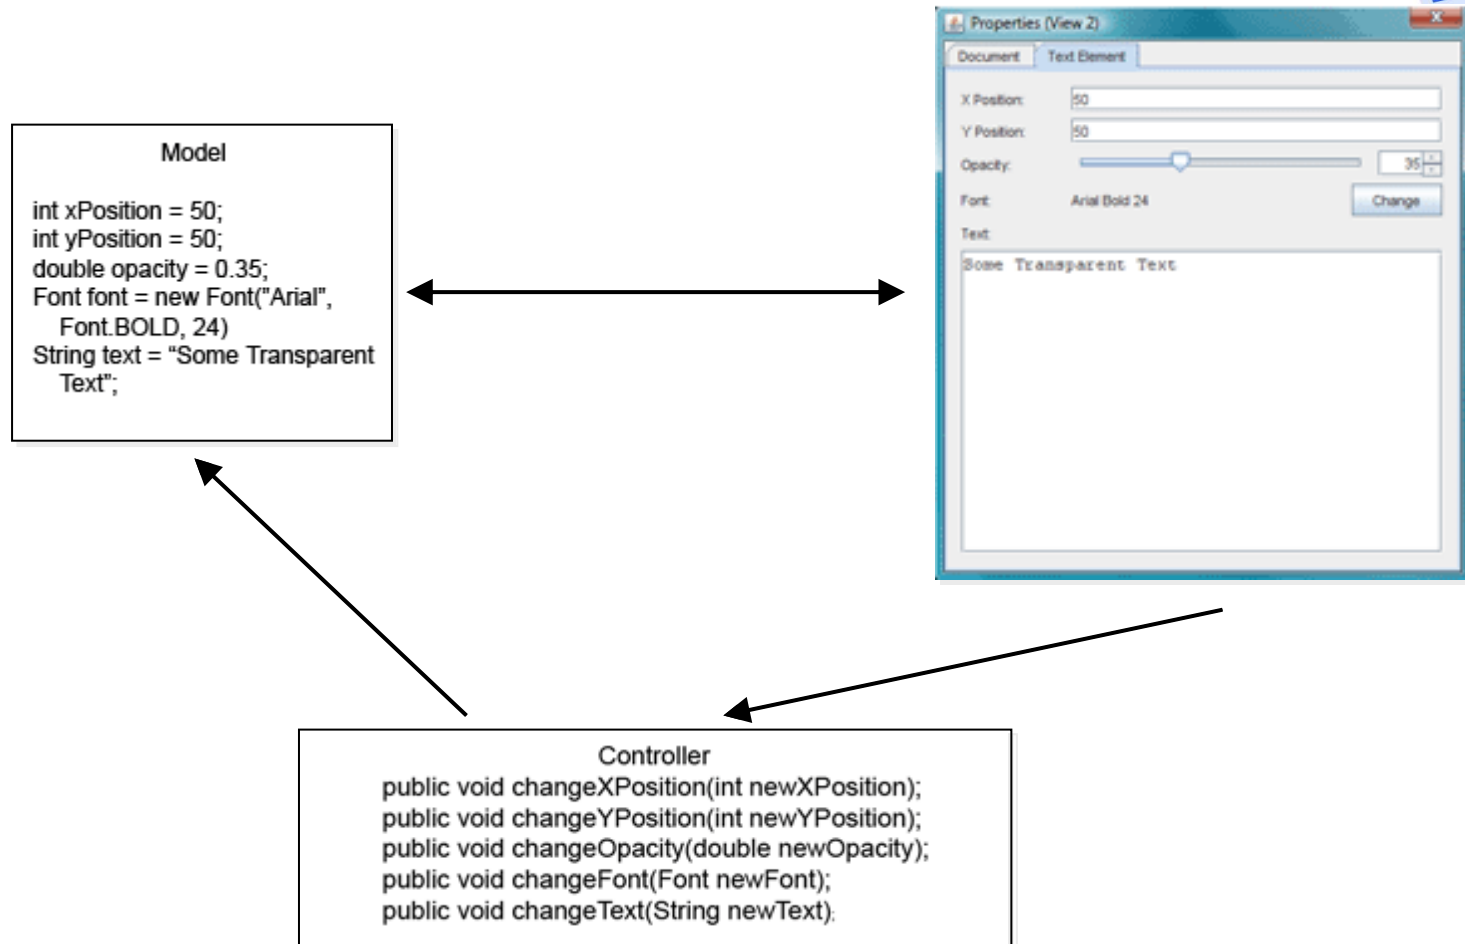 Model
int xPosition = 50;
int yPosition = 50;
double opacity = 0.35;
Font font = new Font("Arial",
Font.BOLD, 24)
String text = “Some Transparent
Text";
Properties (View 2)
Document Text Element
X Position: 50
Y Position: 50
Opacity: 35
Font: Arial Bold 24 Change
Text:
Some Transparent Text
Controller
public void changeXPosition(int newXPosition);
public void changeYPosition(int newYPosition);
public void changeOpacity(double newOpacity);
public void changeFont(Font newFont);
public void changeText(String newText);